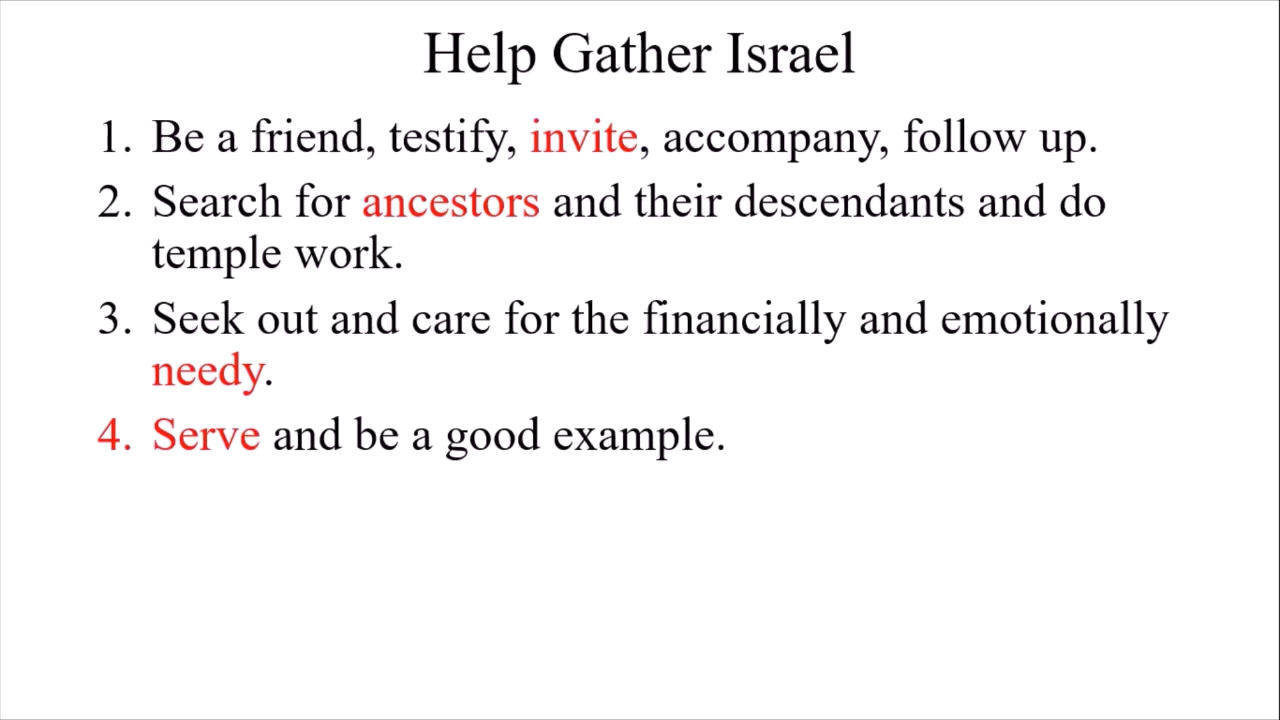 Help Gather Israel
1. Be a friend, testify, invite, accompany, follow up.
2. Search for ancestors and their descendants and do
temple work.
3. Seek out and care for the financially and emotionally
needy.
4. Serve and be a good example.